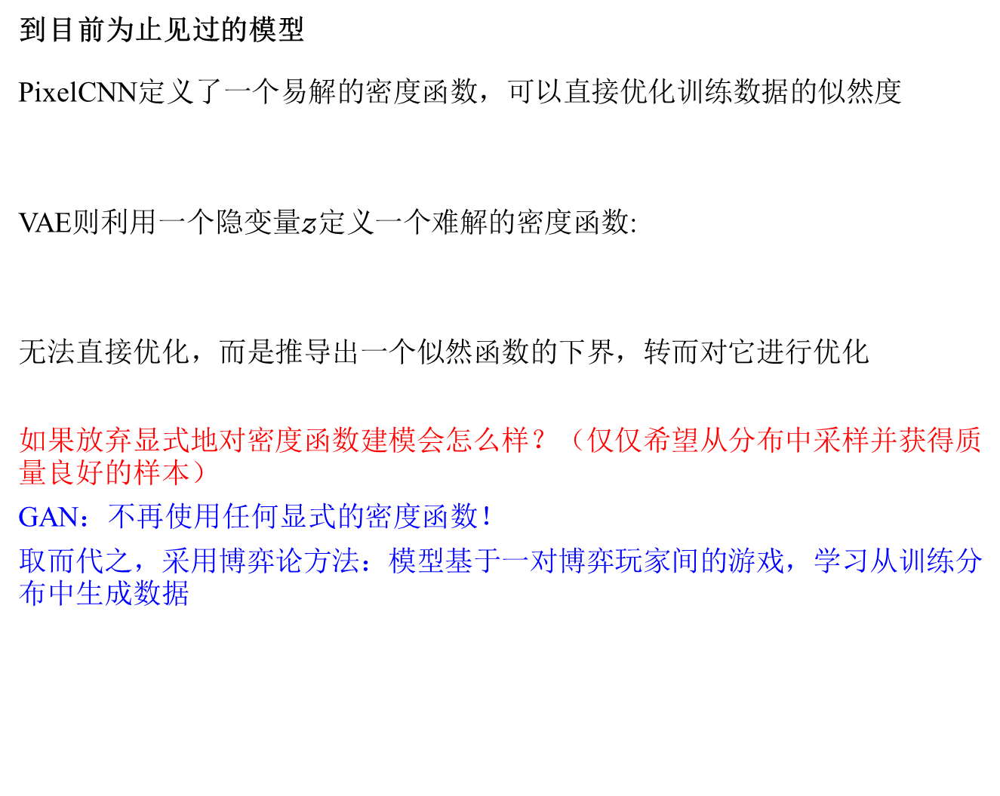 到目前为止见过的模型
PixelCNN定义了一个易解的密度函数，可以直接优化训练数据的似然度
VAE则利用一个隐变量z定义一个难解的密度函数:
无法直接优化，而是推导出一个似然函数的下界，转而对它进行优化
如果放弃显式地对密度函数建模会怎么样？（仅仅希望从分布中采样并获得质
量良好的样本）
GAN：不再使用任何显式的密度函数！
取而代之，采用博弈论方法：模型基于一对博弈玩家间的游戏，学习从训练分
布中生成数据